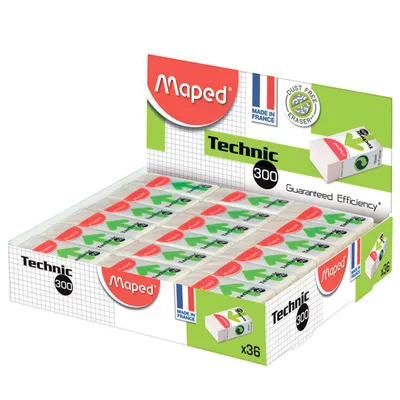 Maped
MADE IN
FRANCE
DUST FREE
ERASER
Technic
300
Guaranteed Efficiency*
Technic
300
Maped
MADE IN
FRANCE
Technic
300
x36